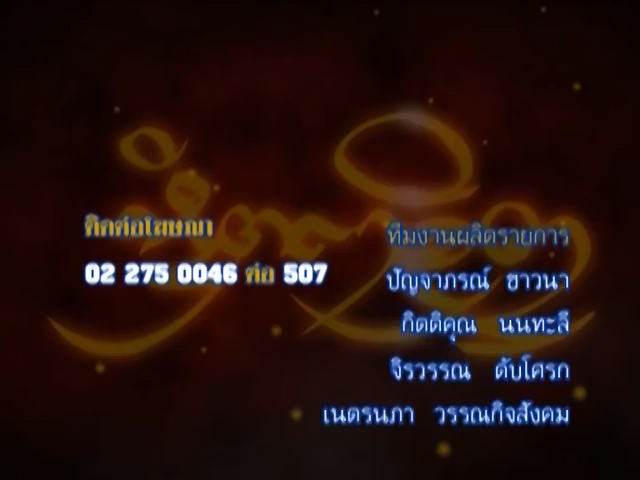 ติดต่อโฆษณา
02 275 0046 ต่อ 507
ทีมงานผลิตรายการ
ปัญจาภรณ์ ฮาวนา
กิตติคุณ นนทะลี
จิรวรรณ ดับโศรก
เนตรนภา วรรณกิจสังคม